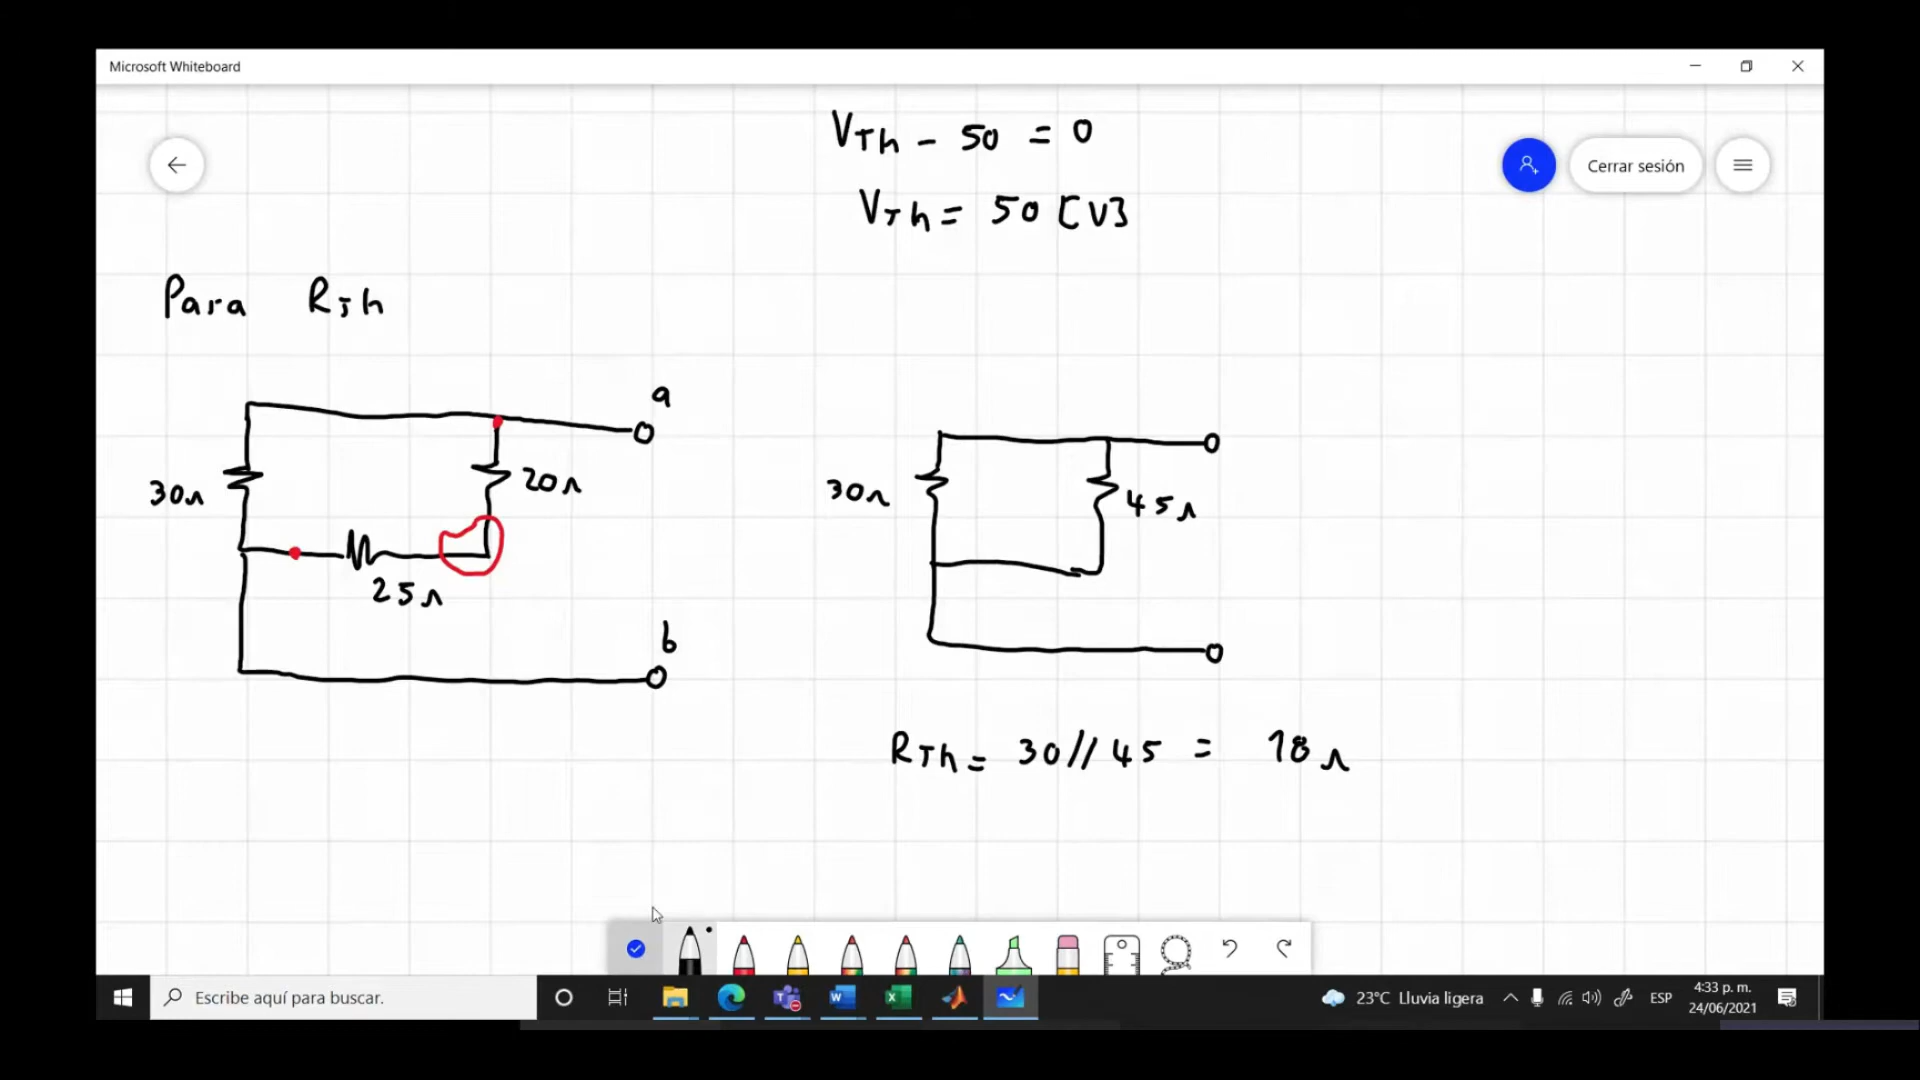 Microsoft Whiteboard
VTh - 50 = 0
Cerrar sesión
VTh = 50 [V]
Para RTh
a
30Ω
20Ω
25Ω
b
30Ω
45Ω
RTh = 30//45 = 18Ω
Escribe aquí para buscar.
23°C Lluvia ligera
ESP
4:33 p. m.
24/06/2021